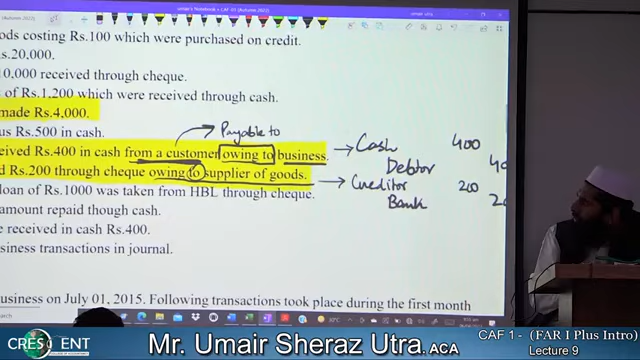 umair's Notebook • CAF-01 (Autumn 2022)
umair utra
ods costing Rs.100 which were purchased on credit.
Rs.20,000.
0,000 received through cheque.
of Rs.1,200 which were received through cash.
made Rs.4,000.
us Rs.500 in cash.
Payable to
eived Rs.400 in cash from a customer owing to business. → Cash 400
Debtor 40
d Rs.200 through cheque owing to supplier of goods. → Creditor 200
Bank 20
loan of Rs.1000 was taken from HBL through cheque.
amount repaid though cash.
e received in cash Rs.400.
siness transactions in journal.
usiness on July 01, 2015. Following transactions took place during the first month
CRESCENT
Mr. Umair Sheraz Utra. ACA
CAF 1 - (FAR I Plus Intro)
Lecture 9